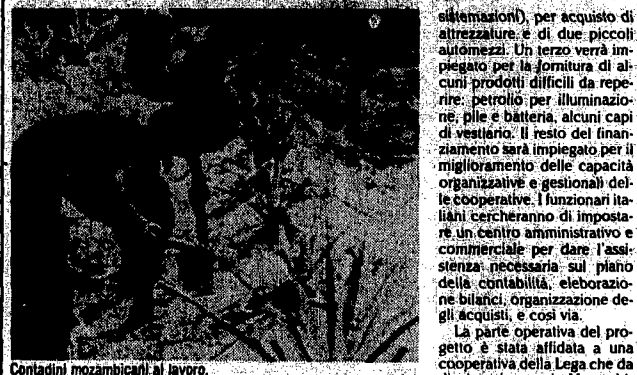 sistemazioni), per acquisto di
attrezzature e di due piccoli
automezzi. Un terzo verrà im-
piegato per la fornitura di al-
cuni prodotti difficili da repe-
rire: petrolio per illuminazio-
ne, pile e batteria, alcuni capi
di vestiario. Il resto del finan-
ziamento sarà impiegato per il
miglioramento delle capacità
organizzative e gestionali del-
le cooperative. I funzionari ita-
liani cercheranno di imposta-
re un centro amministrativo e
commerciale per dare l'assi-
stenza necessaria sul piano
della contabilità, eleborazio-
ne bilanci, organizzazione de-
gli acquisti, e così via.
La parte operativa del pro-
getto è stata affidata a una
cooperativa della Lega che da
Contadini mozambicani al lavoro.